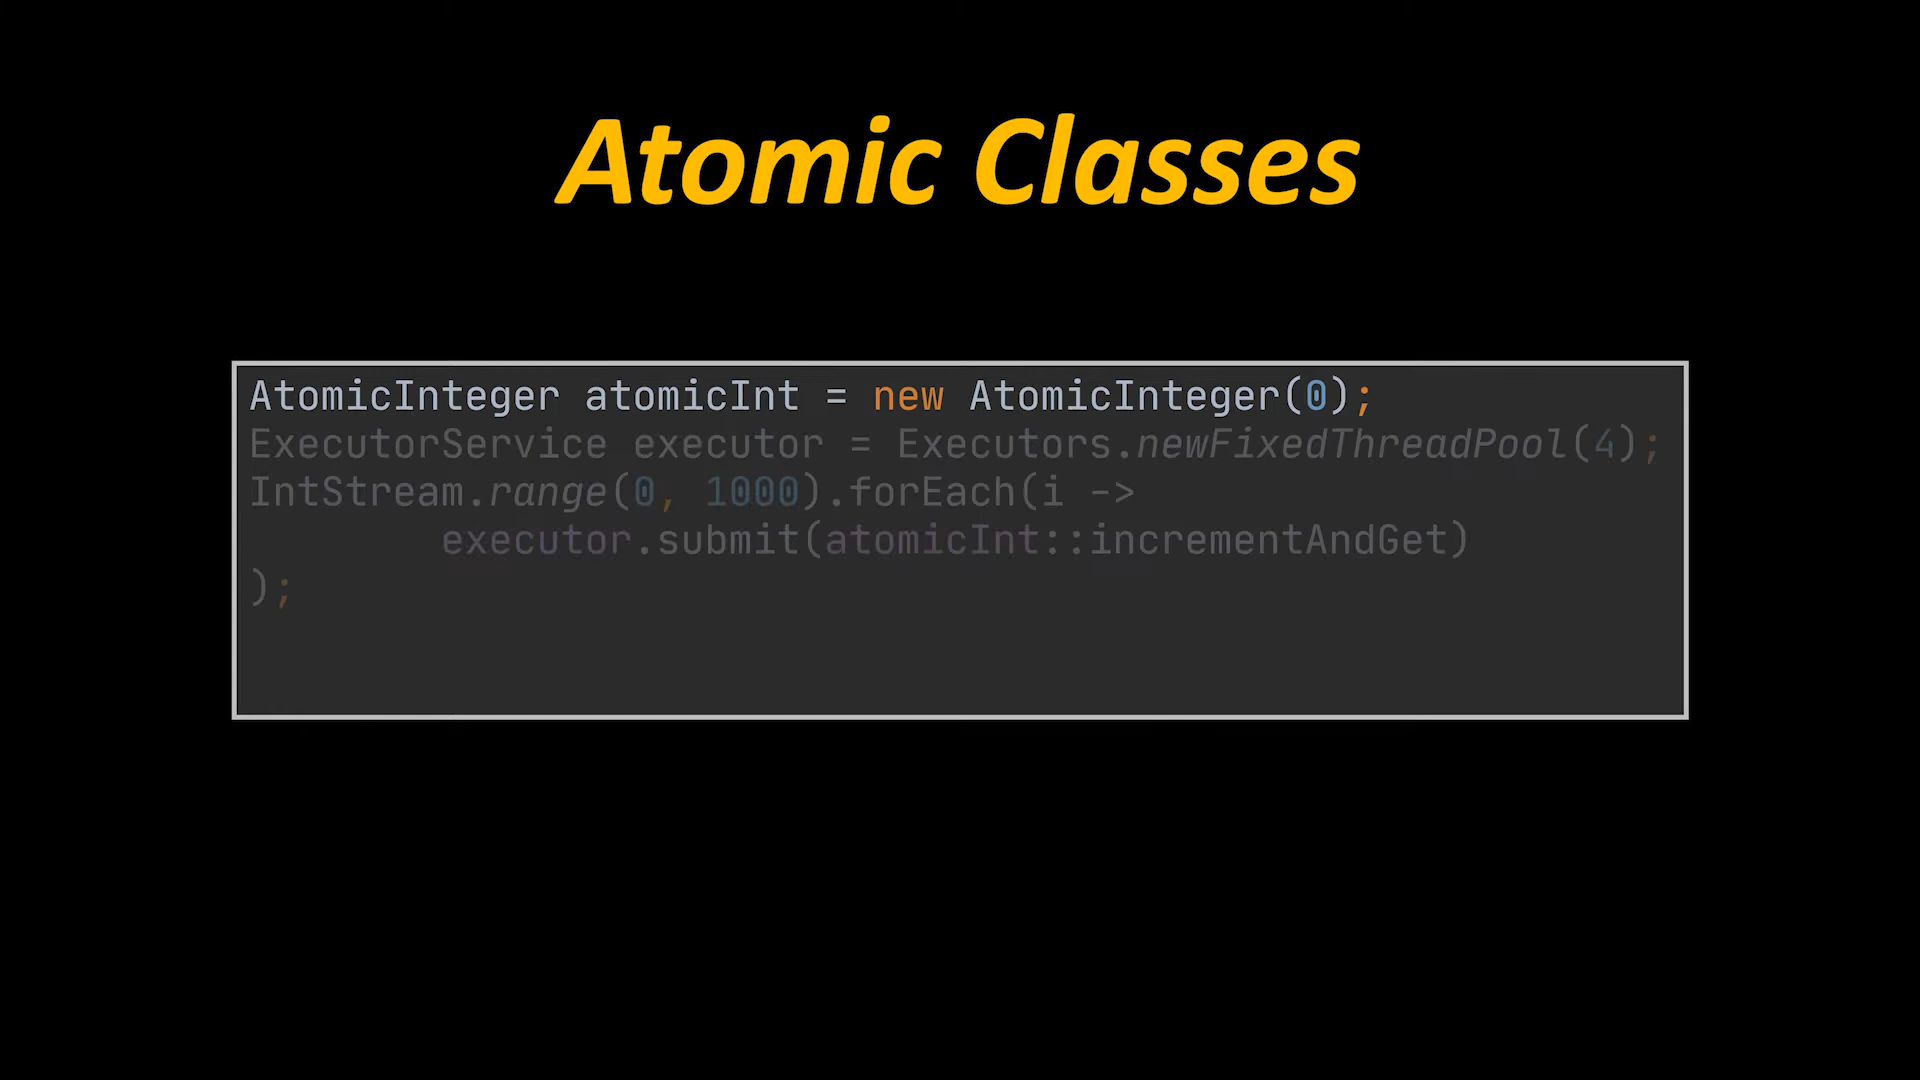 Atomic Classes
AtomicInteger atomicInt = new AtomicInteger(0);
ExecutorService executor = Executors.newFixedThreadPool(4);
IntStream.range(0, 1000).forEach(i ->
        executor.submit(atomicInt::incrementAndGet)
);